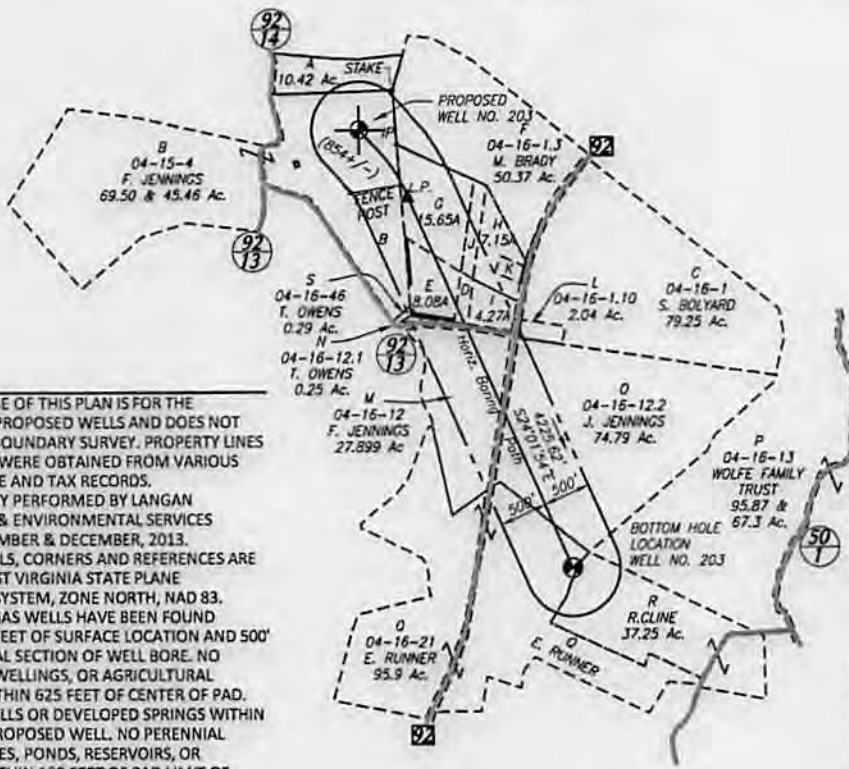 92
14
A
10.42 Ac.
STAKE
PROPOSED
WELL NO. 203
IP
F
04-16-1.3
M. BRADY
50.37 Ac.
92
B
04-15-4
F. JENNINGS
69.50 & 45.46 Ac.
(854+/-)
L.P.
FENCE
POST
B
G
15.65A
H
7.15A
J
K
92
13
S
04-16-46
T. OWENS
0.29 Ac.
E
8.08A
D
I
4.27A
L
04-16-1.10
2.04 Ac.
C
04-16-1
S. BOLYARD
79.25 Ac.
N
04-16-12.1
T. OWENS
0.25 Ac.
92
13
M
04-16-12
F. JENNINGS
27.899 Ac
Horiz. Boring
Path
4225.62'
S24°01'54"E
O
04-16-12.2
J. JENNINGS
74.79 Ac.
P
04-16-13
WOLFE FAMILY
TRUST
95.87 &
67.3 Ac.
50
1
500'
500'
BOTTOM HOLE
LOCATION
WELL NO. 203
R
R.CLINE
37.25 Ac.
Q
04-16-21
E. RUNNER
95.9 Ac.
Q
E. RUNNER
92
SE OF THIS PLAN IS FOR THE
PROPOSED WELLS AND DOES NOT
BOUNDARY SURVEY. PROPERTY LINES
WERE OBTAINED FROM VARIOUS
E AND TAX RECORDS.
Y PERFORMED BY LANGAN
& ENVIRONMENTAL SERVICES
MBER & DECEMBER, 2013.
LS, CORNERS AND REFERENCES ARE
ST VIRGINIA STATE PLANE
YSTEM, ZONE NORTH, NAD 83.
AS WELLS HAVE BEEN FOUND
FEET OF SURFACE LOCATION AND 500'
AL SECTION OF WELL BORE. NO
WELLINGS, OR AGRICULTURAL
THIN 625 FEET OF CENTER OF PAD.
LLS OR DEVELOPED SPRINGS WITHIN
ROPOSED WELL. NO PERENNIAL
ES, PONDS, RESERVOIRS, OR